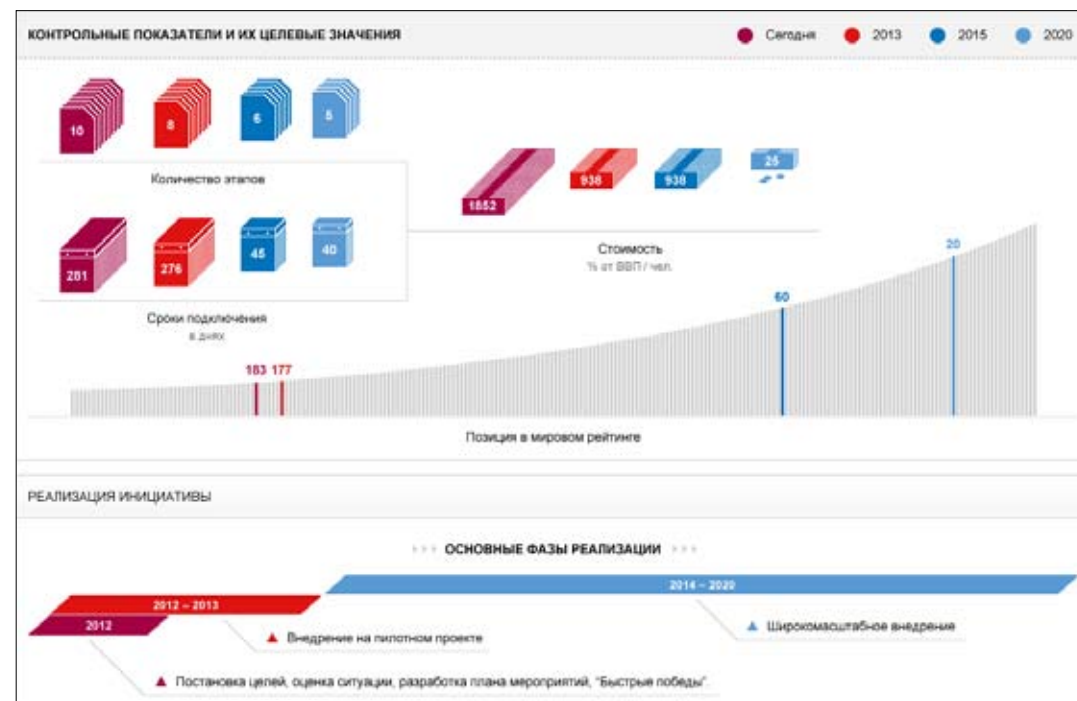 КОНТРОЛЬНЫЕ ПОКАЗАТЕЛИ И ИХ ЦЕЛЕВЫЕ ЗНАЧЕНИЯ
Сегодня 2013 2015 2020
10 8 6 5
Количество этапов
1852 938 938 25
Стоимость
% от ВВП / чел.
281 276 45 40
Сроки подключения
в днях
183 177 60 20
Позиция в мировом рейтинге
РЕАЛИЗАЦИЯ ИНИЦИАТИВЫ
ОСНОВНЫЕ ФАЗЫ РЕАЛИЗАЦИИ
2014 – 2020
2012 – 2013
2012
Широкомасштабное внедрение
Внедрение на пилотном проекте
Постановка целей, оценка ситуации, разработка плана мероприятий, "Быстрые победы"